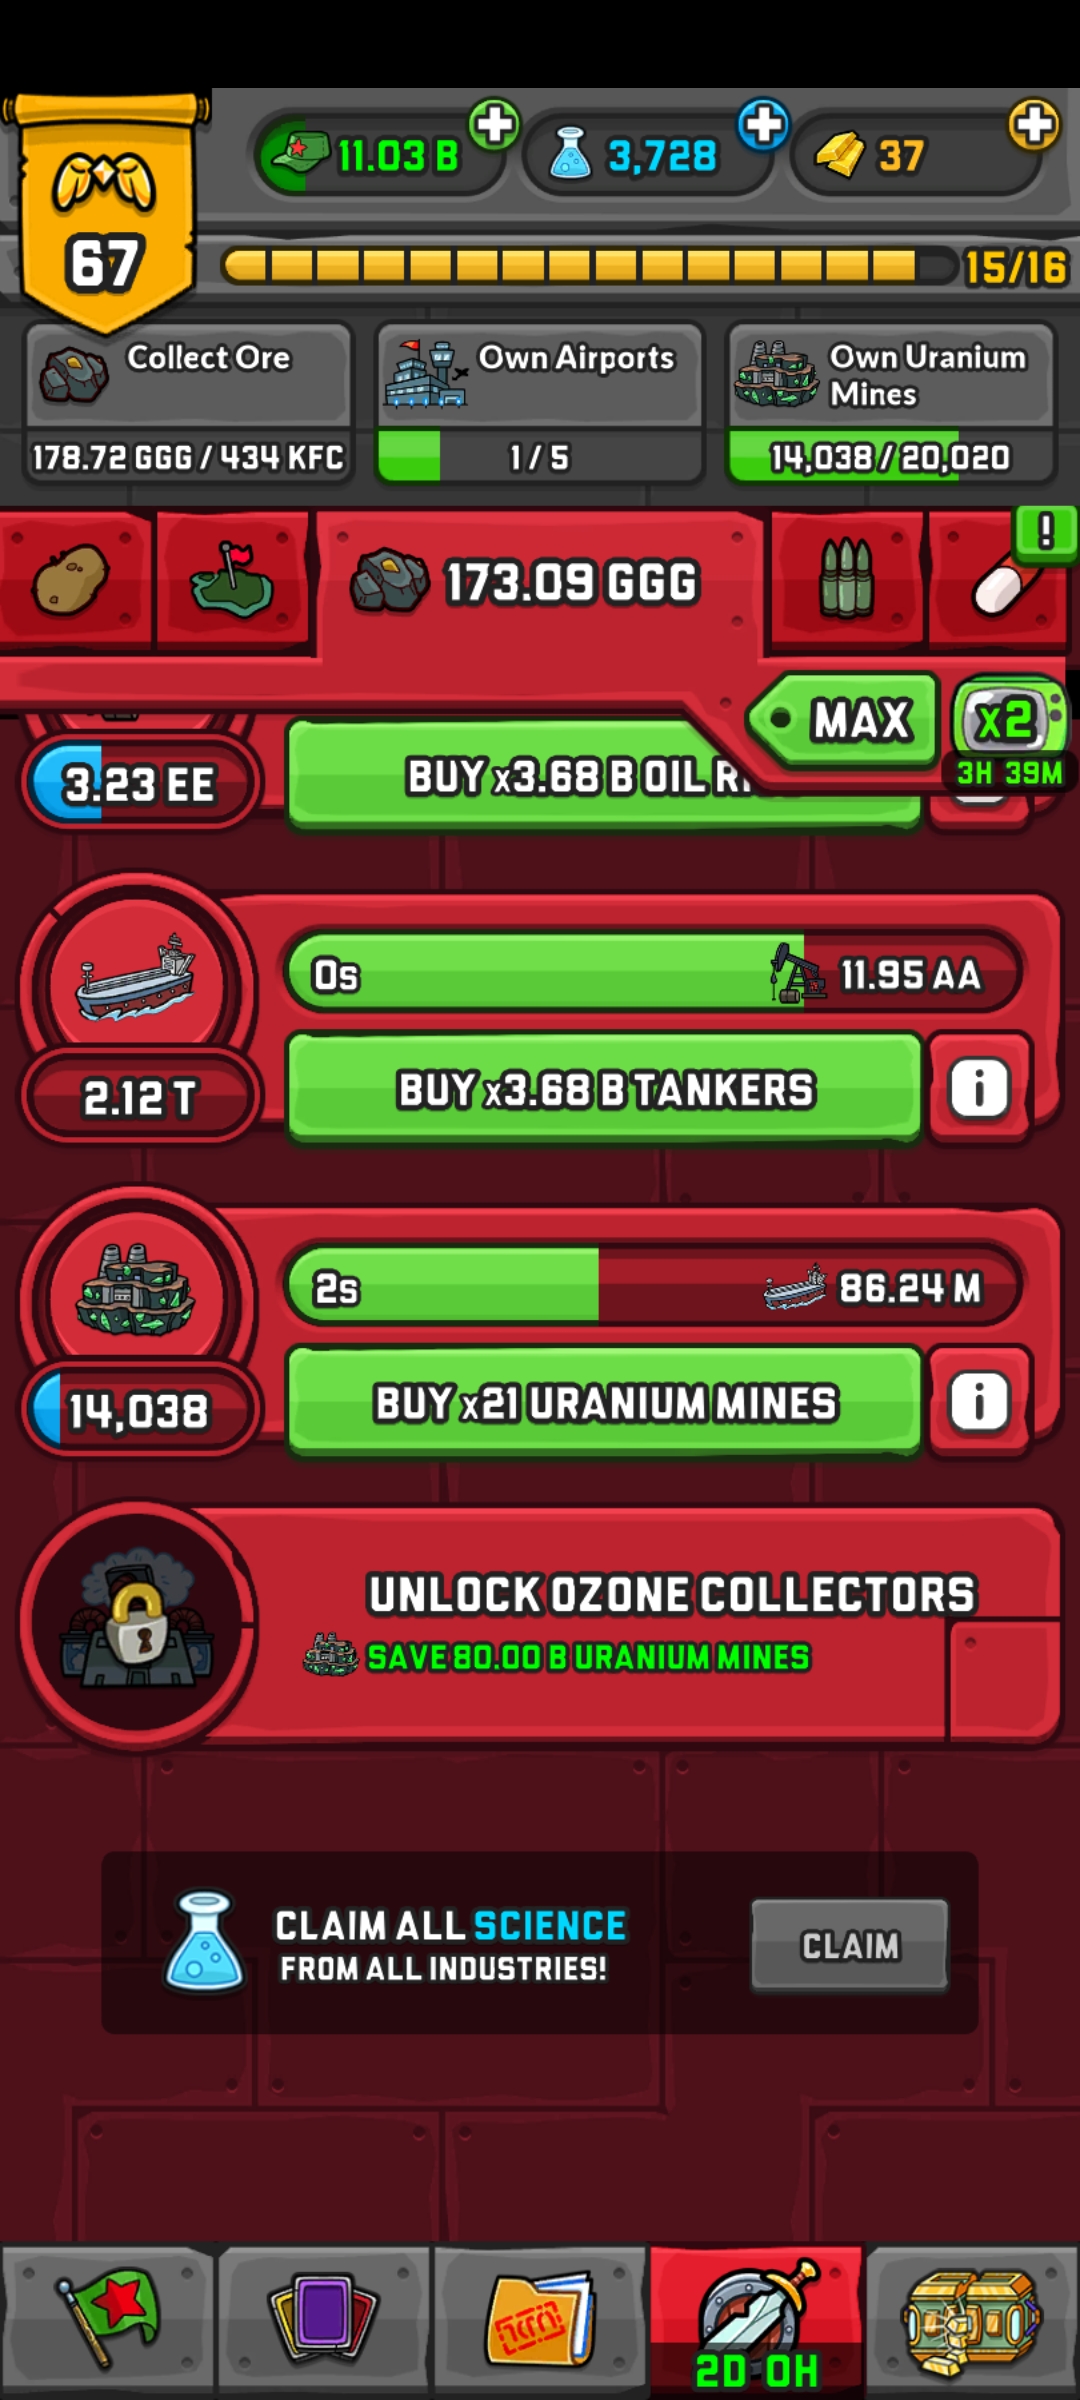 11.03 B
3,728
37
67
15/16
Collect Ore
178.72 GGG / 434 KFC
Own Airports
1 / 5
Own Uranium
Mines
14,038 / 20,020
173.09 GGG
!
MAX
x2
3H 39M
3.23 EE
BUY x3.68 B OIL
0s
11.95 AA
2.12 T
BUY x3.68 B TANKERS
i
2s
86.24 M
14,038
BUY x21 URANIUM MINES
i
UNLOCK OZONE COLLECTORS
SAVE 80.00 B URANIUM MINES
CLAIM ALL SCIENCE
FROM ALL INDUSTRIES!
CLAIM
2D 0H